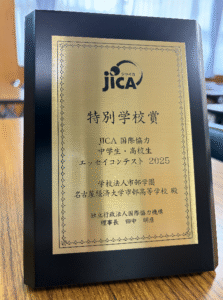 jICA
特別学校賞
JICA 国際協力
中学生・高校生
エッセイコンテスト 2025
学校法人市邨学園
名古屋経済大学市邨高等学校 殿
独立行政法人国際協力機構
理事長 田中 明彦